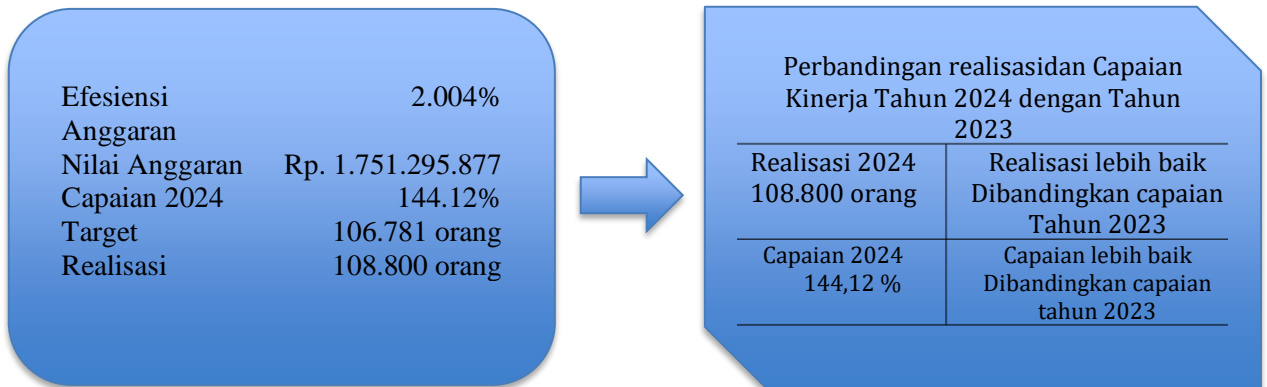 Efesiensi 2.004%
Anggaran
Nilai Anggaran Rp. 1.751.295.877
Capaian 2024 144.12%
Target 106.781 orang
Realisasi 108.800 orang
Perbandingan realisasidan Capaian
Kinerja Tahun 2024 dengan Tahun
2023
Realisasi 2024
108.800 orang
Realisasi lebih baik
Dibandingkan capaian
Tahun 2023
Capaian 2024
144,12 %
Capaian lebih baik
Dibandingkan capaian
tahun 2023